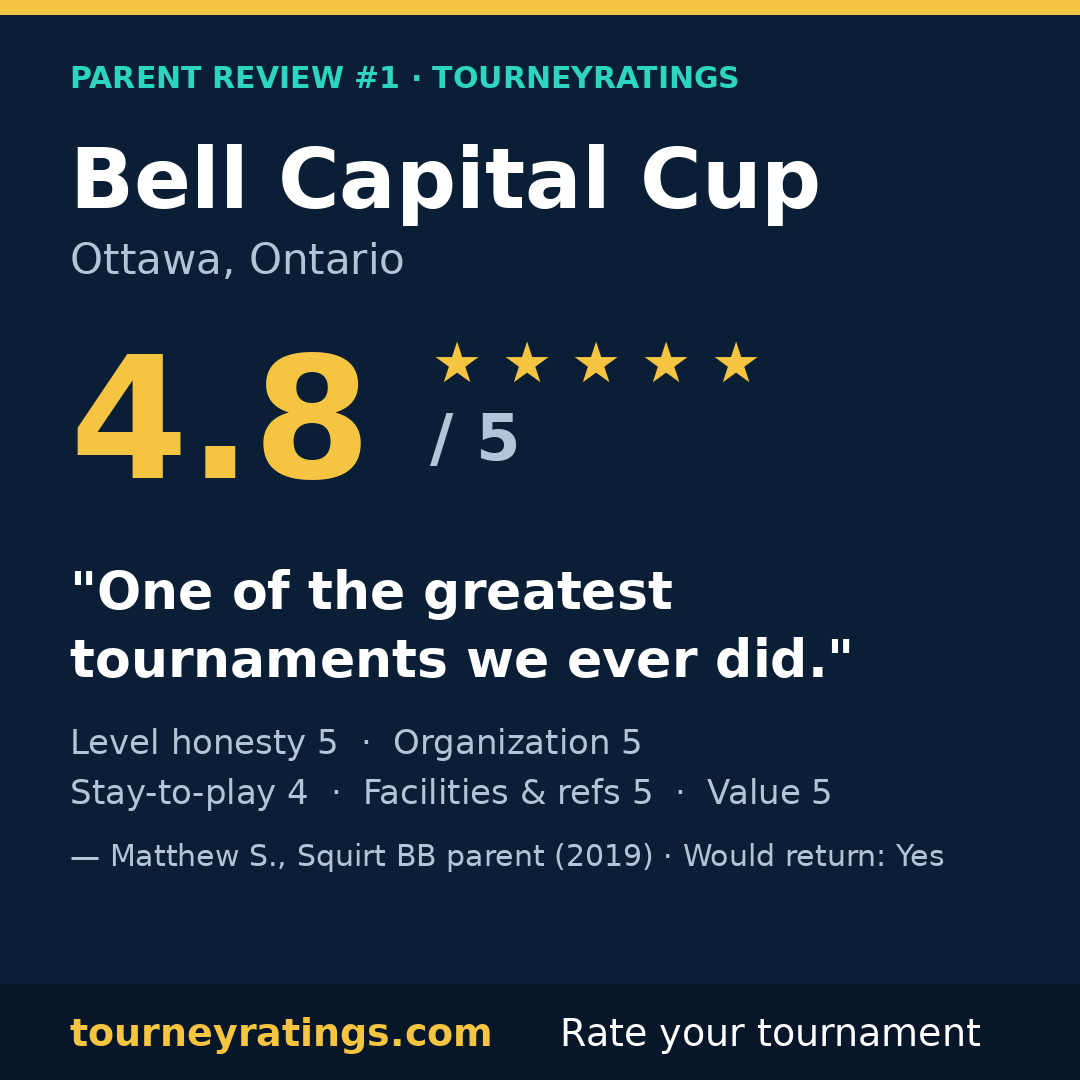 PARENT REVIEW #1 · TOURNEYRATINGS
Bell Capital Cup
Ottawa, Ontario
4.8 ★ ★ ★ ★ ★
/ 5
"One of the greatest
tournaments we ever did."
Level honesty 5 · Organization 5
Stay-to-play 4 · Facilities & refs 5 · Value 5
— Matthew S., Squirt BB parent (2019) · Would return: Yes
tourneyratings.com Rate your tournament